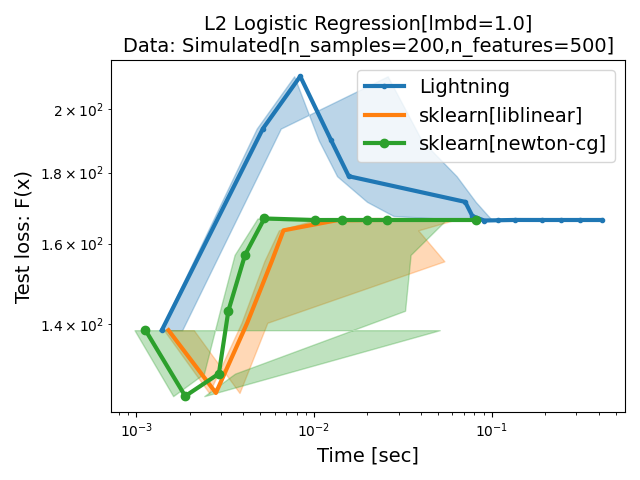 L2 Logistic Regression[lmbd=1.0]
Data: Simulated[n_samples=200,n_features=500]
Lightning
sklearn[liblinear]
sklearn[newton-cg]
Test loss: F(x)
2 × 10²
1.8 × 10²
1.6 × 10²
1.4 × 10²
10⁻³
10⁻²
10⁻¹
Time [sec]